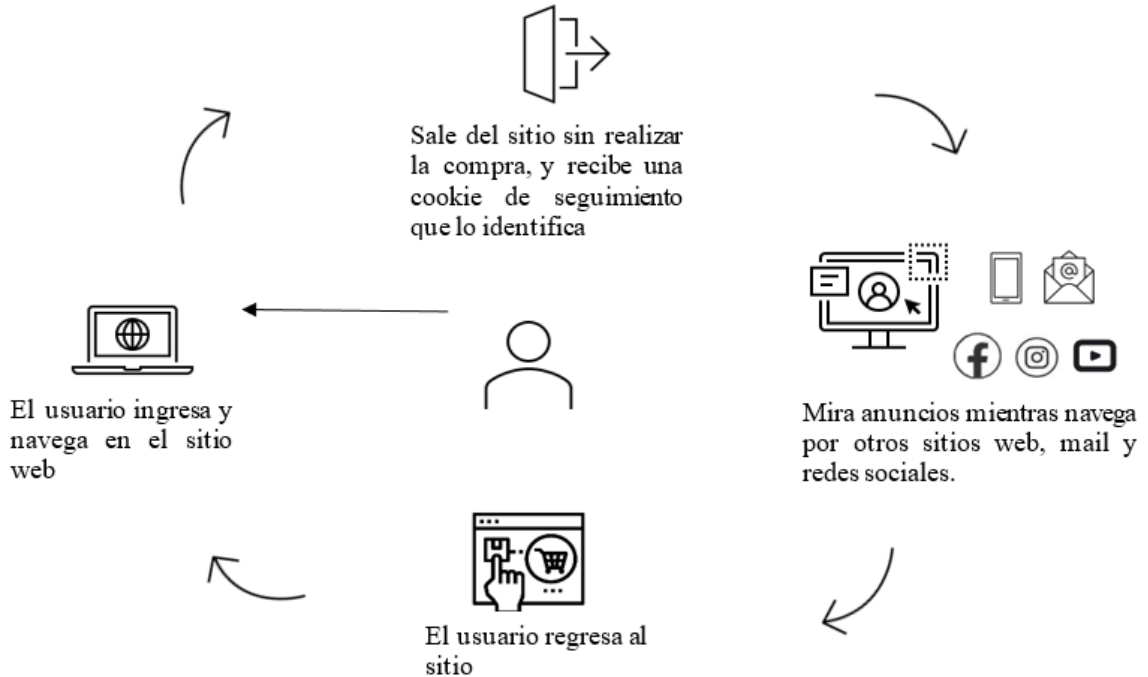 Sale del sitio sin realizar
la compra, y recibe una
cookie de seguimiento
que lo identifica
El usuario ingresa y
navega en el sitio
web
Mira anuncios mientras navega
por otros sitios web, mail y
redes sociales.
El usuario regresa al
sitio